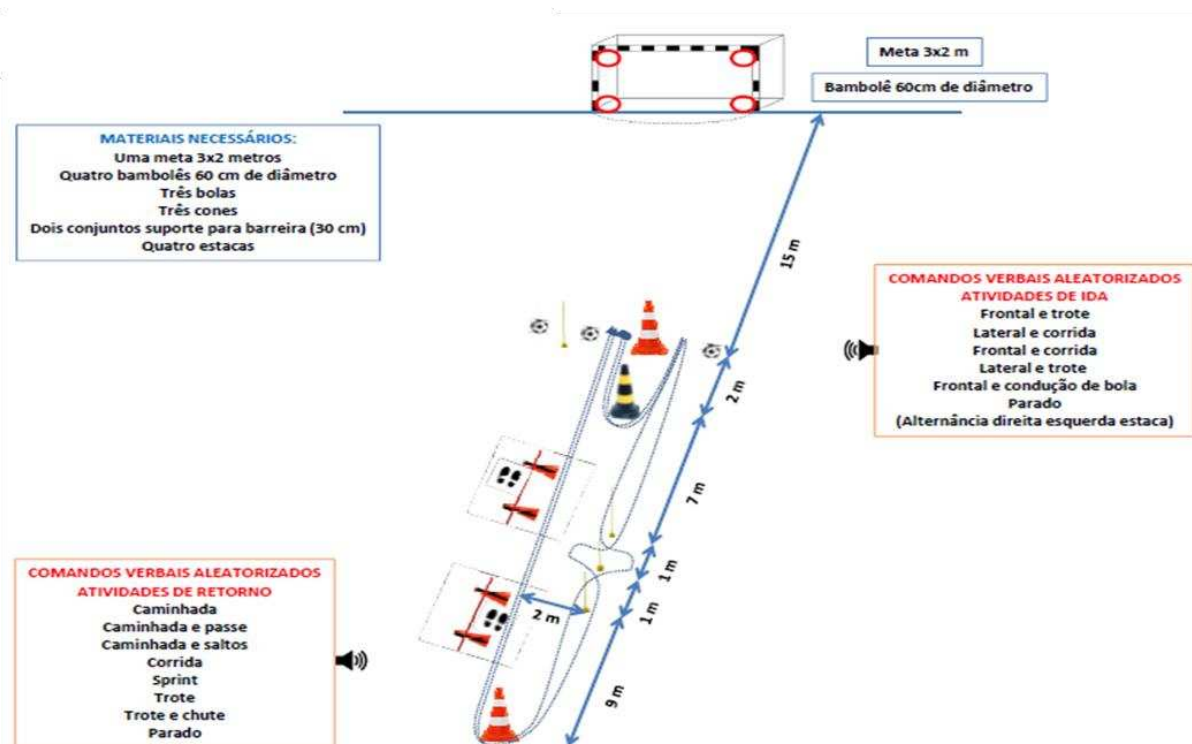 Meta 3x2 m
Bambolê 60cm de diâmetro
MATERIAIS NECESSÁRIOS:
Uma meta 3x2 metros
Quatro bambolês 60 cm de diâmetro
Três bolas
Três cones
Dois conjuntos suporte para barreira (30 cm)
Quatro estacas
15 m
COMANDOS VERBAIS ALEATORIZADOS
ATIVIDADES DE IDA
Frontal e trote
Lateral e corrida
Frontal e corrida
Lateral e trote
Frontal e condução de bola
Parado
(Alternância direita esquerda estaca)
2 m
7 m
1 m
1 m
2 m
9 m
COMANDOS VERBAIS ALEATORIZADOS
ATIVIDADES DE RETORNO
Caminhada
Caminhada e passe
Caminhada e saltos
Corrida
Sprint
Trote
Trote e chute
Parado